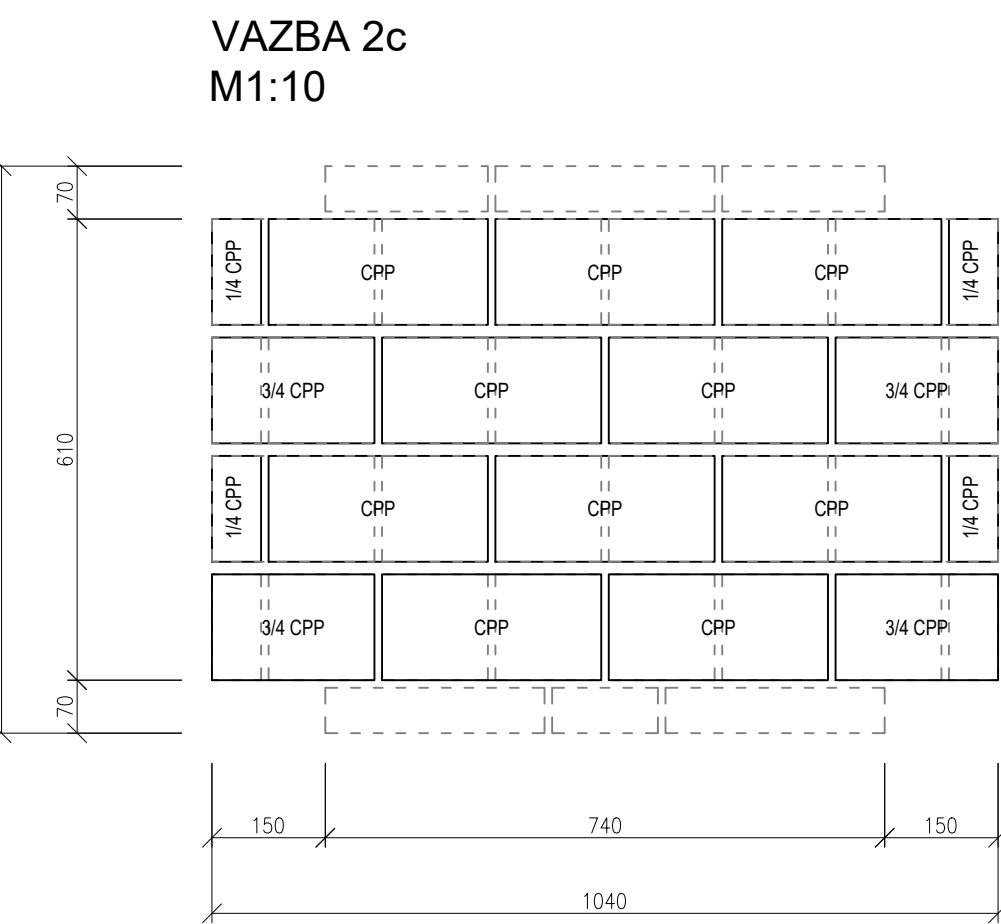 VAZBA 2c
M1:10
70
1/4 CPP CPP CPP CPP 1/4 CPP
3/4 CPP CPP CPP 3/4 CPP
610
1/4 CPP CPP CPP CPP 1/4 CPP
3/4 CPP CPP CPP 3/4 CPP
70
150 740 150
1040